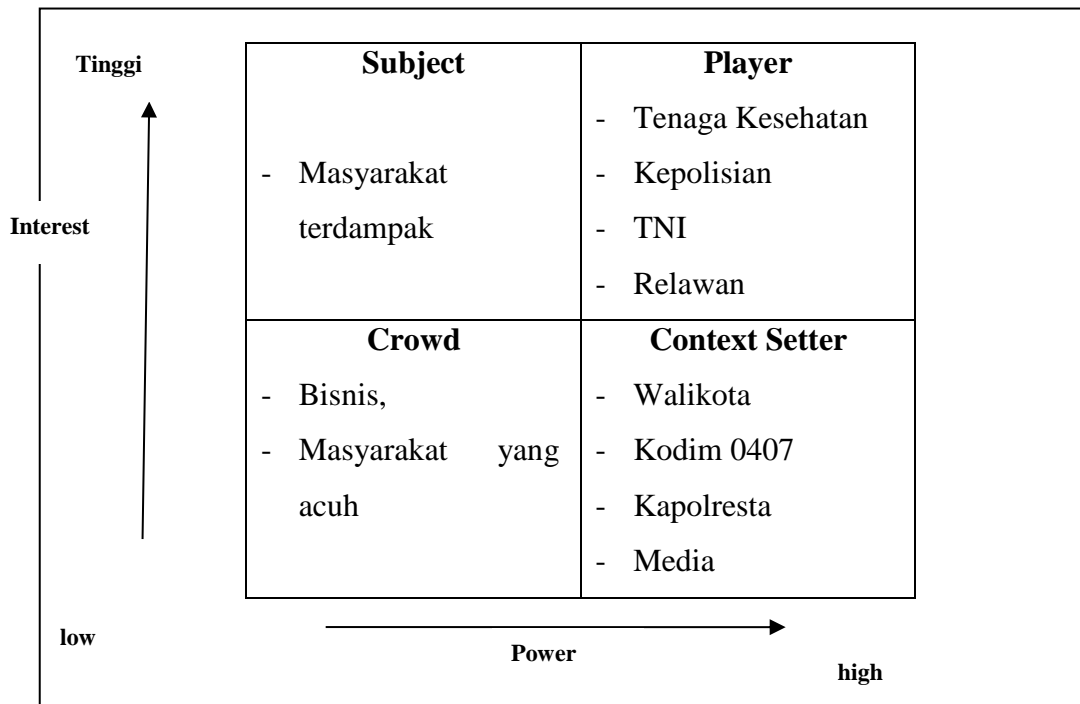 Tinggi
Subject
Player
- Masyarakat
terdampak
- Tenaga Kesehatan
- Kepolisian
- TNI
- Relawan
Interest
Crowd
Context Setter
- Bisnis,
- Masyarakat yang
acuh
- Walikota
- Kodim 0407
- Kapolresta
- Media
low
Power
high